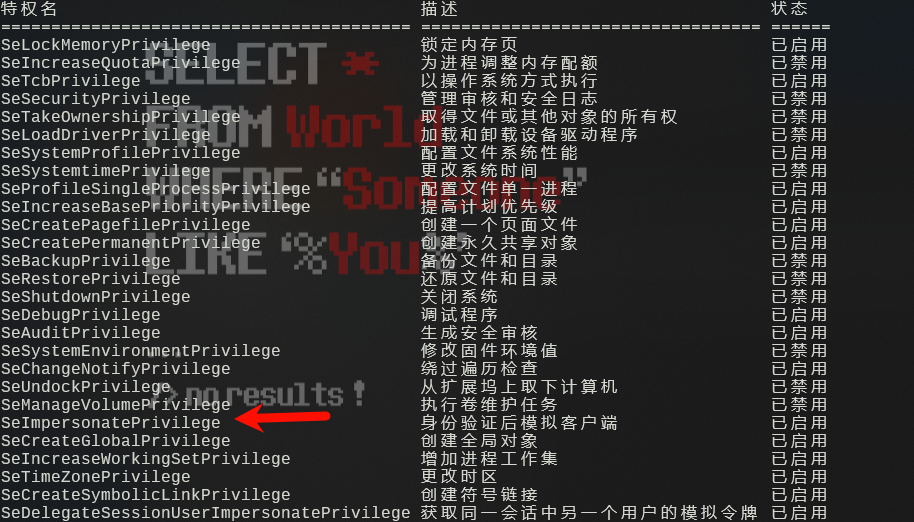 特权名 描述 状态
========================================= ================================== ======
SeLockMemoryPrivilege 锁定内存页 已启用
SeIncreaseQuotaPrivilege 为进程调整内存配额 已禁用
SeTcbPrivilege 以操作系统方式执行 已启用
SeSecurityPrivilege 管理审核和安全日志 已禁用
SeTakeOwnershipPrivilege 取得文件或其他对象的所有权 已禁用
SeLoadDriverPrivilege 加载和卸载设备驱动程序 已禁用
SeSystemProfilePrivilege 配置文件系统性能 已启用
SeSystemtimePrivilege 更改系统时间 已禁用
SeProfileSingleProcessPrivilege 配置文件单一进程 已启用
SeIncreaseBasePriorityPrivilege 提高计划优先级 已启用
SeCreatePagefilePrivilege 创建一个页面文件 已启用
SeCreatePermanentPrivilege 创建永久共享对象 已启用
SeBackupPrivilege 备份文件和目录 已禁用
SeRestorePrivilege 还原文件和目录 已禁用
SeShutdownPrivilege 关闭系统 已禁用
SeDebugPrivilege 调试程序 已启用
SeAuditPrivilege 生成安全审核 已启用
SeSystemEnvironmentPrivilege 修改固件环境值 已禁用
SeChangeNotifyPrivilege 绕过遍历检查 已启用
SeUndockPrivilege 从扩展坞上取下计算机 已禁用
SeManageVolumePrivilege 执行卷维护任务 已禁用
SeImpersonatePrivilege 身份验证后模拟客户端 已启用
SeCreateGlobalPrivilege 创建全局对象 已启用
SeIncreaseWorkingSetPrivilege 增加进程工作集 已启用
SeTimeZonePrivilege 更改时区 已启用
SeCreateSymbolicLinkPrivilege 创建符号链接 已启用
SeDelegateSessionUserImpersonatePrivilege 获取同一会话中另一个用户的模拟令牌 已启用
SELECT *
FROM World
WHERE “Someone”
LIKE ‘%You%’
...
/> no results !